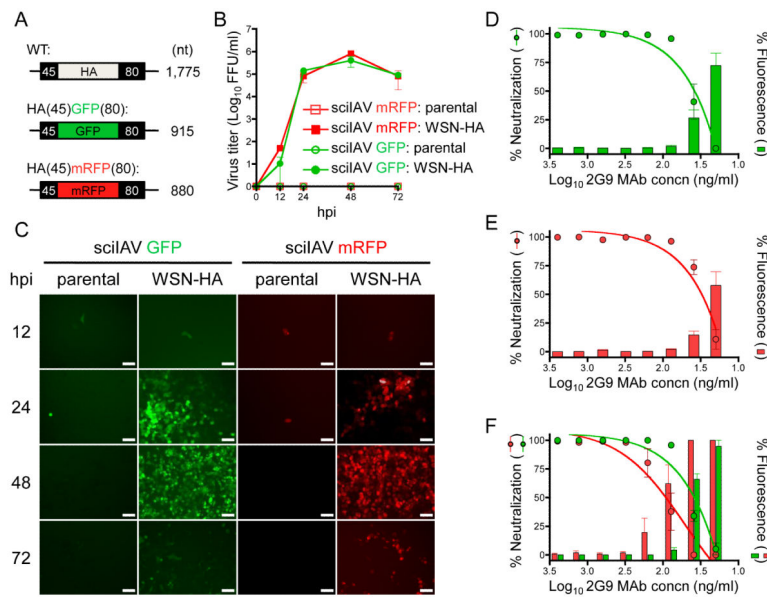 A
WT: (nt)
45 HA 80 1,775
HA(45)GFP(80):
45 GFP 80 915
HA(45)mRFP(80):
45 mRFP 80 880
B
Virus titer (Log10 FFU/ml)
7
6
5
4
3
2
1
0
sciIAV mRFP: parental
sciIAV mRFP: WSN-HA
sciIAV GFP: parental
sciIAV GFP: WSN-HA
0 12 24 48 72
hpi
C
sciIAV GFP sciIAV mRFP
hpi parental WSN-HA parental WSN-HA
12
24
48
72
D
% Neutralization ( )
% Fluorescence ( )
100
75
50
25
0
3.5 3.0 2.5 2.0 1.5 1.0
Log10 2G9 MAb concn (ng/ml)
E
% Neutralization ( )
% Fluorescence ( )
100
75
50
25
0
3.5 3.0 2.5 2.0 1.5 1.0
Log10 2G9 MAb concn (ng/ml)
F
% Neutralization ( )
% Fluorescence ( )
100
75
50
25
0
3.5 3.0 2.5 2.0 1.5 1.0
Log10 2G9 MAb concn (ng/ml)